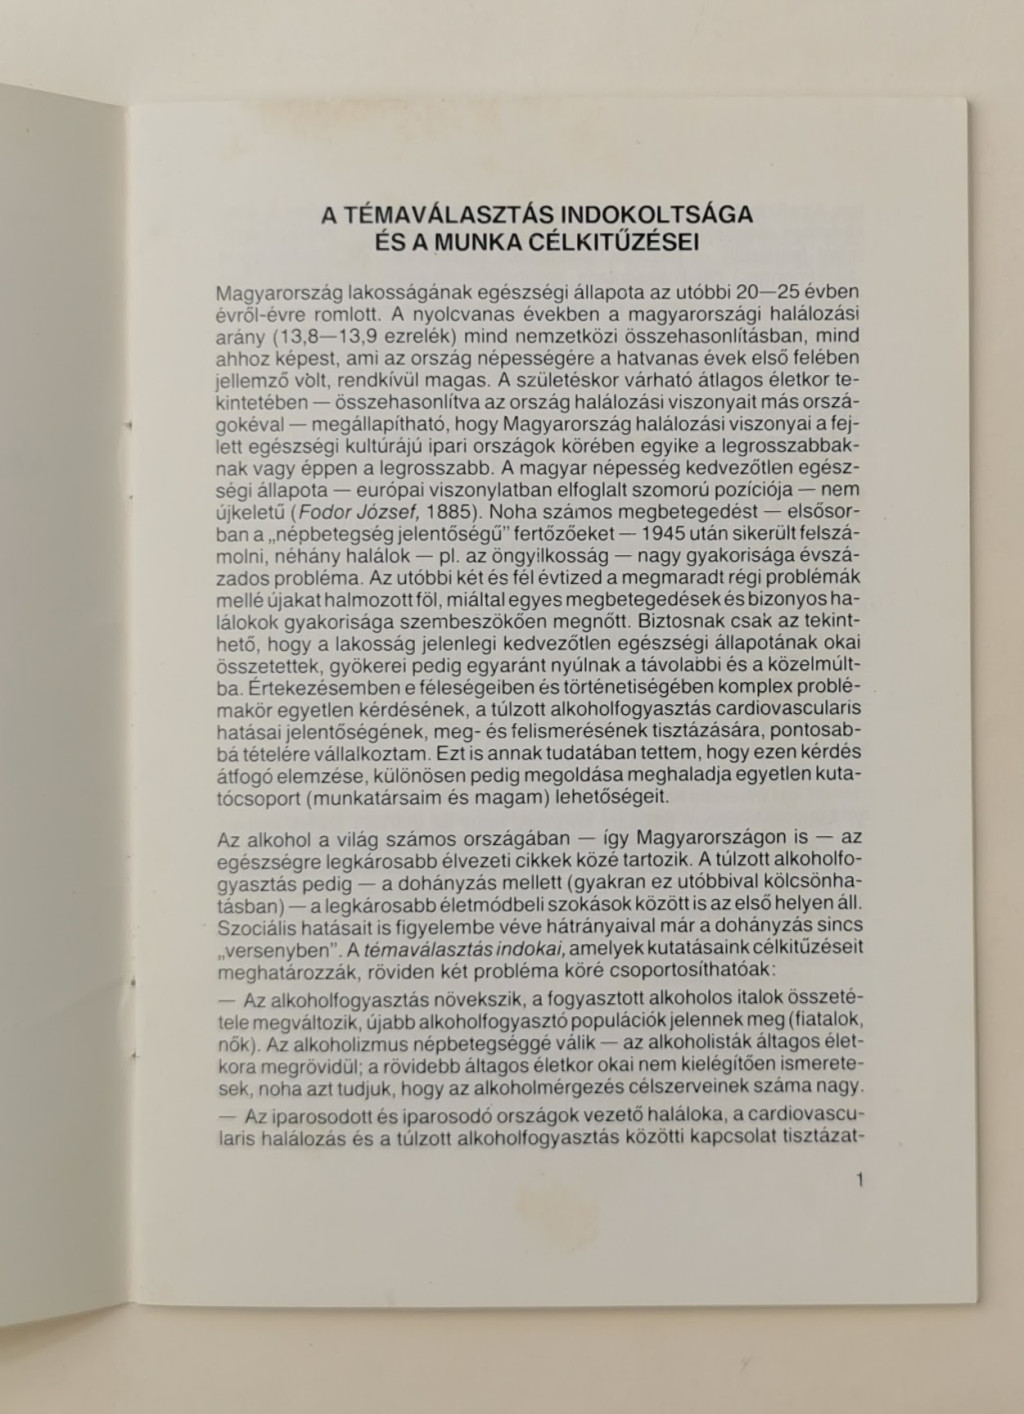 A TÉMAVÁLASZTÁS INDOKOLTSÁGA
ÉS A MUNKA CÉLKITŰZÉSEI
Magyarország lakosságának egészségi állapota az utóbbi 20—25 évben
évről-évre romlott. A nyolcvanas években a magyarországi halálozási
arány (13,8—13,9 ezrelék) mind nemzetközi összehasonlításban, mind
ahhoz képest, ami az ország népességére a hatvanas évek első felében
jellemző volt, rendkívül magas. A születéskor várható átlagos életkor te-
kintetében — összehasonlítva az ország halálozási viszonyait más orszá-
gokéval — megállapítható, hogy Magyarország halálozási viszonyai a fej-
lett egészségi kultúrájú ipari országok körében egyike a legrosszabbak-
nak vagy éppen a legrosszabb. A magyar népesség kedvezőtlen egész-
ségi állapota — európai viszonylatban elfoglalt szomorú pozíciója — nem
újkeletű (Fodor József, 1885). Noha számos megbetegedést — elsősor-
ban a „népbetegség jelentőségű" fertőzőeket — 1945 után sikerült felszá-
molni, néhány halálok — pl. az öngyilkosság — nagy gyakorisága évszá-
zados probléma. Az utóbbi két és fél évtized a megmaradt régi problémák
mellé újakat halmozott föl, miáltal egyes megbetegedések és bizonyos ha-
lálokok gyakorisága szembeszökően megnőtt. Biztosnak csak az tekint-
hető, hogy a lakosság jelenlegi kedvezőtlen egészségi állapotának okai
összetettek, gyökerei pedig egyaránt nyúlnak a távolabbi és a közelmúlt-
ba. Értekezésemben e féleségeiben és történetiségében komplex problé-
makör egyetlen kérdésének, a túlzott alkoholfogyasztás cardiovascularis
hatásai jelentőségének, meg- és felismerésének tisztázására, pontosab-
bá tételére vállalkoztam. Ezt is annak tudatában tettem, hogy ezen kérdés
átfogó elemzése, különösen pedig megoldása meghaladja egyetlen kuta-
tócsoport (munkatársaim és magam) lehetőségeit.
Az alkohol a világ számos országában — így Magyarországon is — az
egészségre legkárosabb élvezeti cikkek közé tartozik. A túlzott alkoholfo-
gyasztás pedig — a dohányzás mellett (gyakran ez utóbbival kölcsönha-
tásban) — a legkárosabb életmódbeli szokások között is az első helyen áll.
Szociális hatásait is figyelembe véve hátrányaival már a dohányzás sincs
„versenyben". A témaválasztás indokai, amelyek kutatásaink célkitűzéseit
meghatározzák, röviden két probléma köré csoportosíthatóak:
— Az alkoholfogyasztás növekszik, a fogyasztott alkoholos italok összeté-
tele megváltozik, újabb alkoholfogyasztó populációk jelennek meg (fiatalok,
nők). Az alkoholizmus népbetegséggé válik — az alkoholisták áltagos élet-
kora megrövidül; a rövidebb áltagos életkor okai nem kielégítően ismerete-
sek, noha azt tudjuk, hogy az alkoholmérgezés célszerveinek száma nagy.
— Az iparosodott és iparosodó országok vezető haláloka, a cardiovascu-
laris halálozás és a túlzott alkoholfogyasztás közötti kapcsolat tisztázat-
1